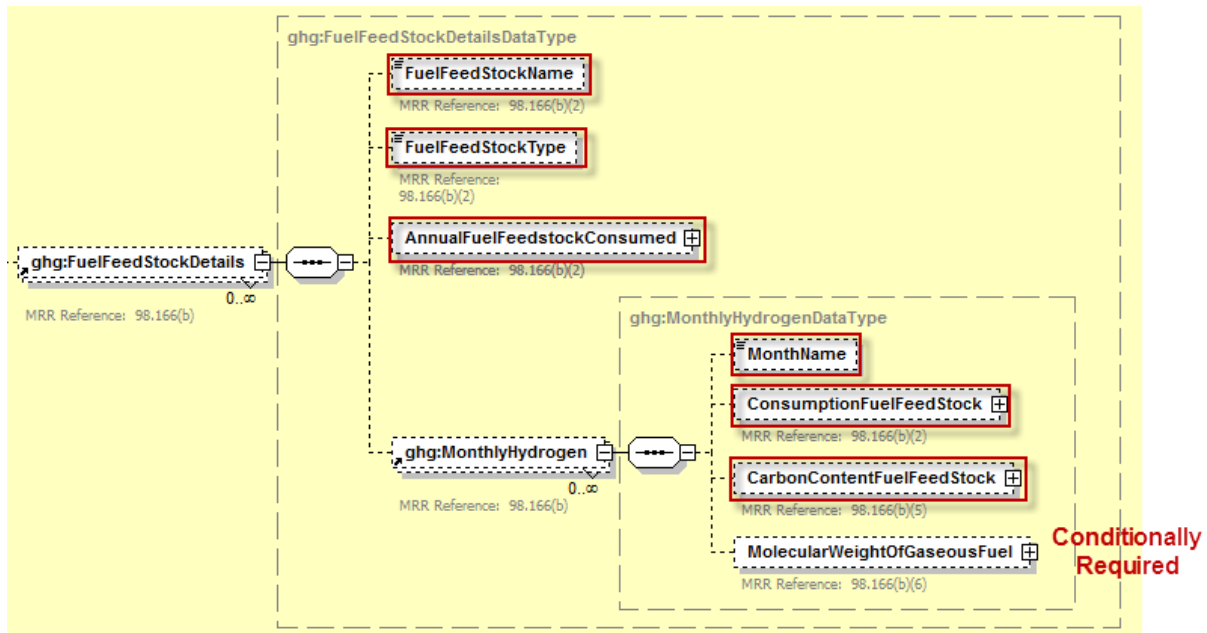 ghg:FuelFeedStockDetailsDataType
FuelFeedStockName
MRR Reference: 98.166(b)(2)
FuelFeedStockType
MRR Reference:
98.166(b)(2)
AnnualFuelFeedstockConsumed
MRR Reference: 98.166(b)(2)
ghg:FuelFeedStockDetails
0..∞
MRR Reference: 98.166(b)
ghg:MonthlyHydrogenDataType
MonthName
ConsumptionFuelFeedStock
MRR Reference: 98.166(b)(2)
ghg:MonthlyHydrogen
0..∞
MRR Reference: 98.166(b)
CarbonContentFuelFeedStock
MRR Reference: 98.166(b)(5)
MolecularWeightOfGaseousFuel
MRR Reference: 98.166(b)(6)
Conditionally
Required